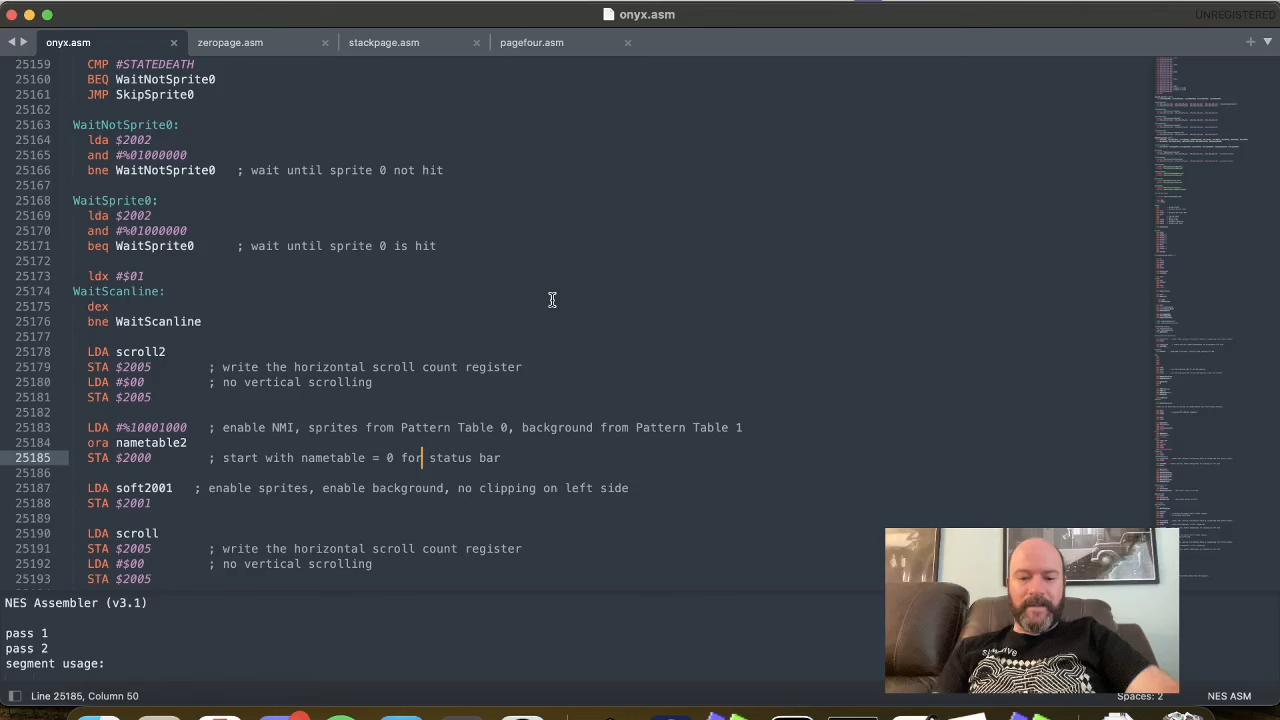 onyx.asm
UNREGISTERED
onyx.asm
zeropage.asm
stackpage.asm
pagefour.asm
25159 CMP #STATEDEATH
25160 BEQ WaitNotSprite0
25161 JMP SkipSprite0
25162
25163 WaitNotSprite0:
25164 lda $2002
25165 and #%01000000
25166 bne WaitNotSprite0 ; wait until sprite 0 not hit
25167
25168 WaitSprite0:
25169 lda $2002
25170 and #%01000000
25171 beq WaitSprite0 ; wait until sprite 0 is hit
25172
25173 ldx #$01
25174 WaitScanline:
25175 dex
25176 bne WaitScanline
25177
25178 LDA scroll2
25179 STA $2005 ; write the horizontal scroll count register
25180 LDA #$00 ; no vertical scrolling
25181 STA $2005
25182
25183 LDA #%10001000 ; enable NMI, sprites from Pattern Table 0, background from Pattern Table 1
25184 ora nametable2
25185 STA $2000 ; start with nametable = 0 for status bar
25186
25187 LDA soft2001 ; enable sprites, enable background, no clipping on left side
25188 STA $2001
25189
25190 LDA scroll
25191 STA $2005 ; write the horizontal scroll count register
25192 LDA #$00 ; no vertical scrolling
25193 STA $2005
NES Assembler (v3.1)
pass 1
pass 2
segment usage:
Line 25185, Column 50
Spaces: 2
NES ASM